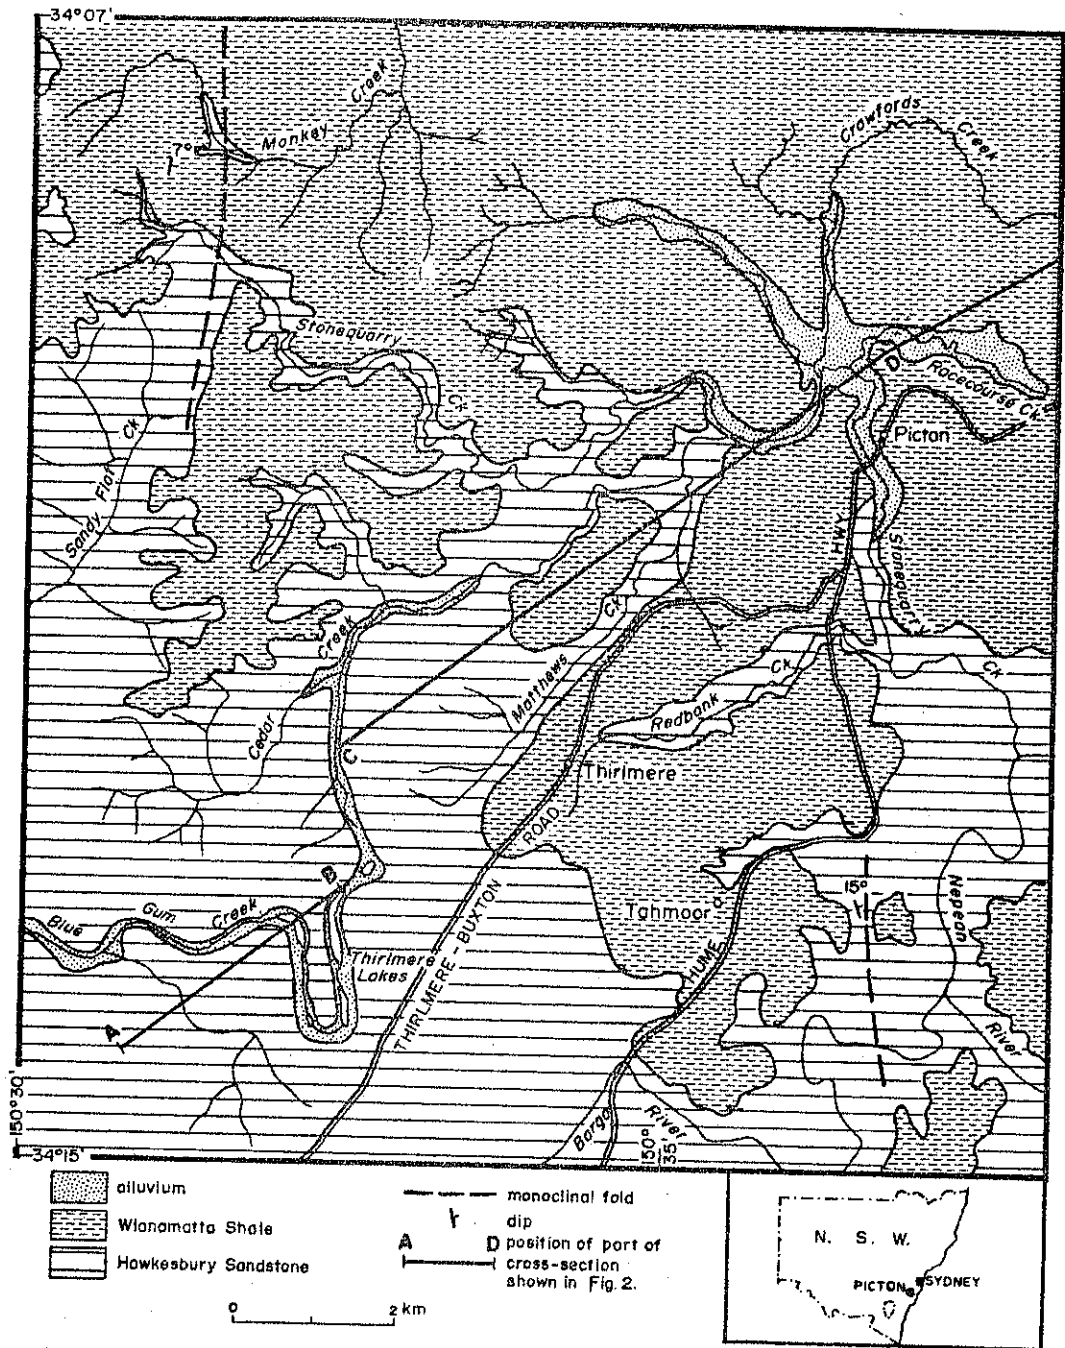 34°07'
Crawfords
Creek
Creek
Monkey
7°
Stonequarry
Ck
D
Racecourse Ck
Picton
Sandy Flat Ck
HWY
Stonequarry
Ck
Ck
Matthews
Creek
Cedar
Redbank Ck.
C
Thirlmere
B
15°
Nepean
River
Tahmoor
HUME
Blue Gum Creek
Thirlmere
Lakes
THIRLMERE - BUXTON ROAD
A
150°30'
34°15'
Bargo
River
150°
35'
alluvium
Wianamatta Shale
Hawkesbury Sandstone
monoclinal fold
dip
A D position of part of
cross-section
shown in Fig. 2.
0 2 km
N. S. W.
SYDNEY
PICTON